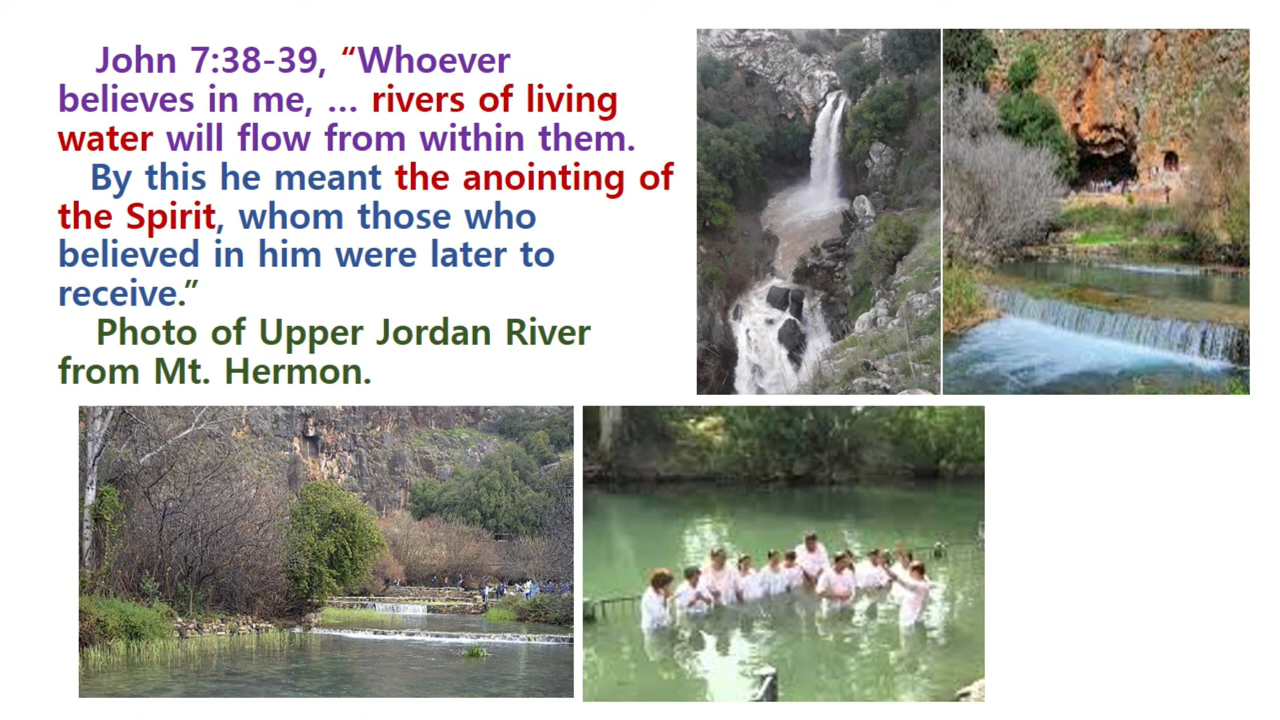 John 7:38-39, “Whoever
believes in me, ... rivers of living
water will flow from within them.
By this he meant the anointing of
the Spirit, whom those who
believed in him were later to
receive.”
Photo of Upper Jordan River
from Mt. Hermon.